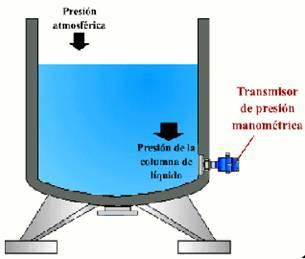 Presión
atmosférica
Transmisor
de presión
manométrica
Presión de la
columna de
líquido